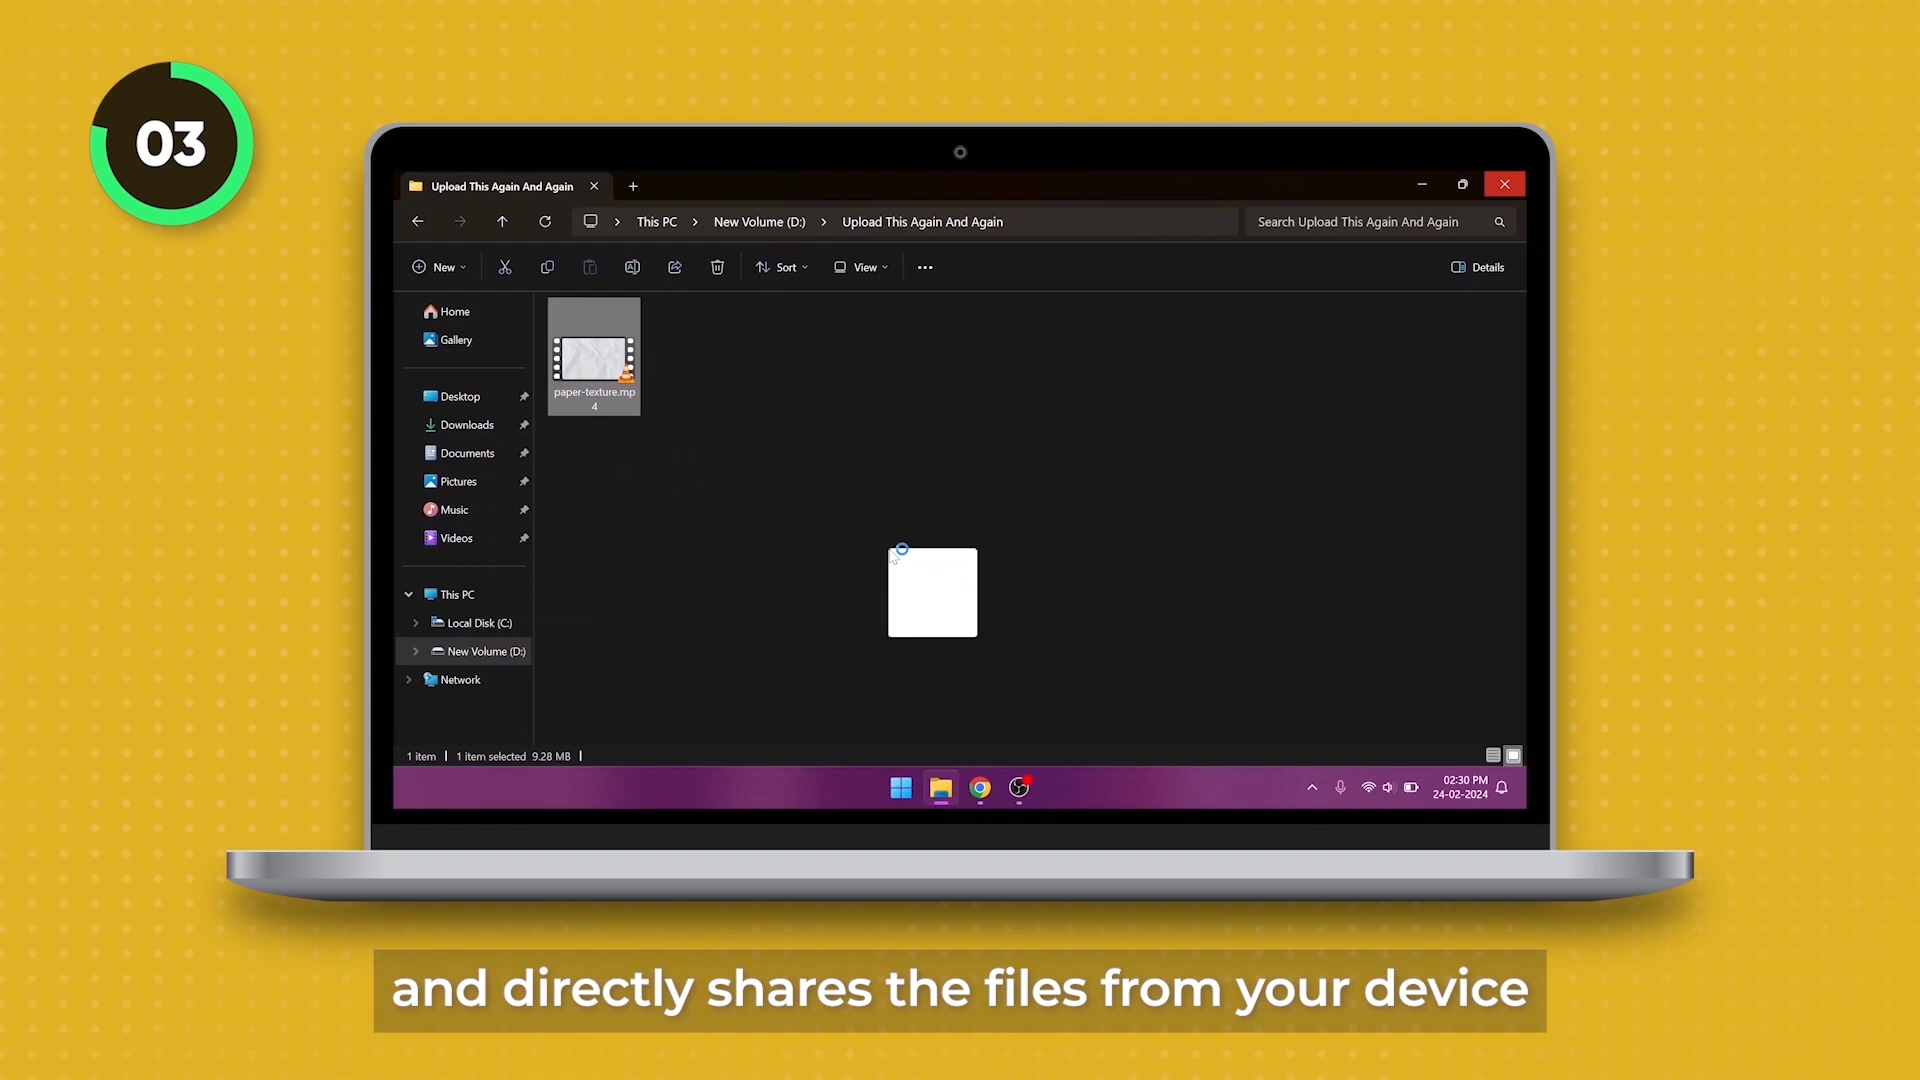 03
Upload This Again And Again
This PC
New Volume (D:)
Upload This Again And Again
Search Upload This Again And Again
New
Sort
View
Details
Home
Gallery
Desktop
Downloads
Documents
Pictures
Music
Videos
This PC
Local Disk (C:)
New Volume (D:)
Network
paper-texture.mp
4
1 item
1 item selected 9.28 MB
02:30 PM
24-02-2024
and directly shares the files from your device